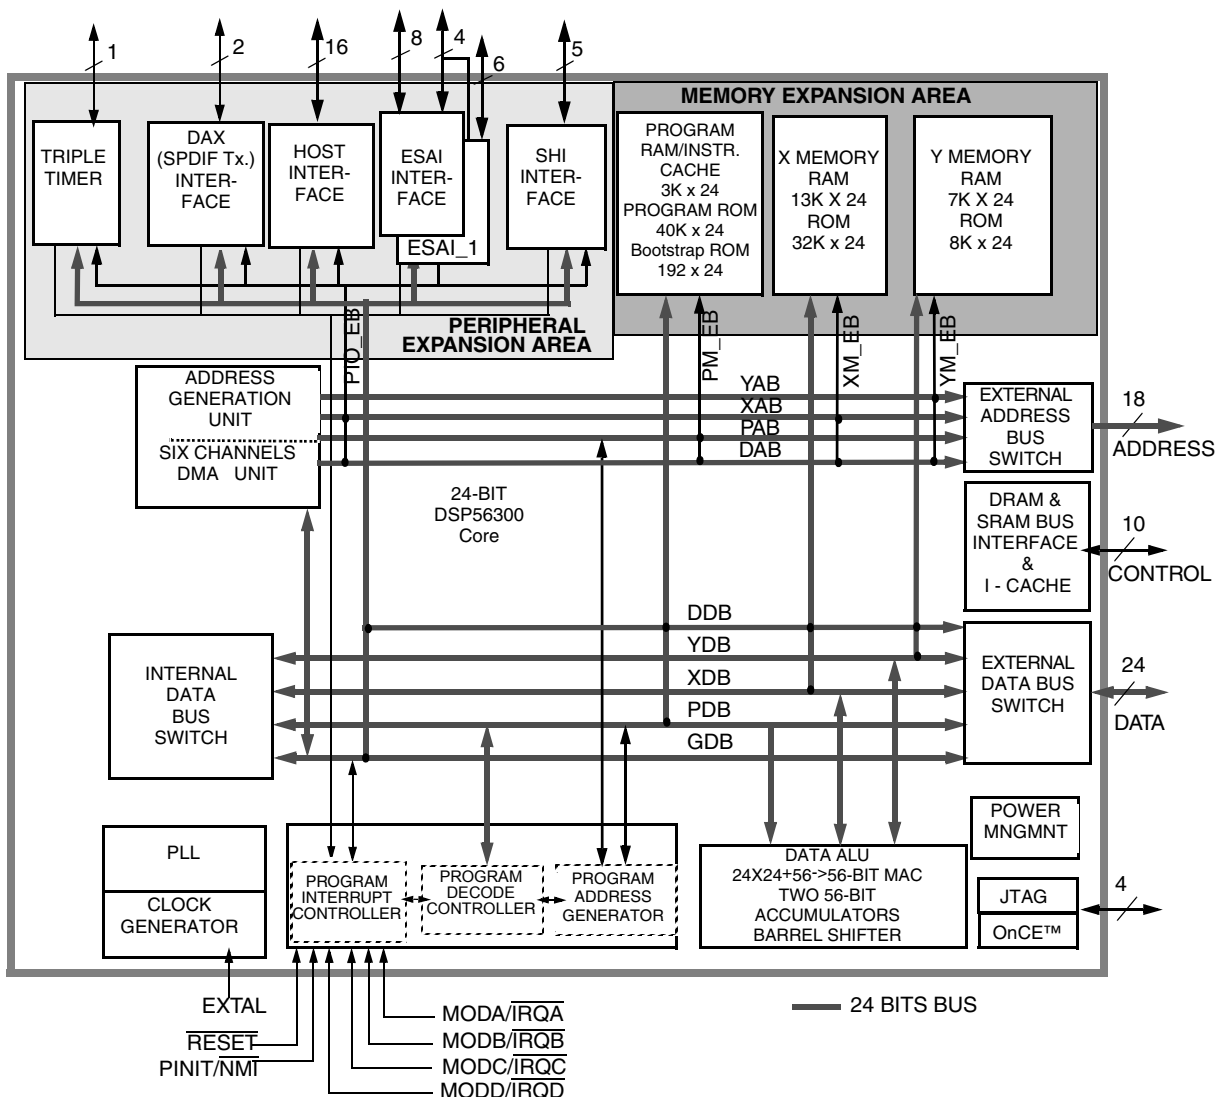 1
2
16
8
4
6
5
MEMORY EXPANSION AREA
TRIPLE
TIMER
DAX
(SPDIF Tx.)
INTER-
FACE
HOST
INTER-
FACE
ESAI
INTER-
FACE
ESAI_1
SHI
INTER-
FACE
PROGRAM
RAM/INSTR.
CACHE
3K x 24
PROGRAM ROM
40K x 24
Bootstrap ROM
192 x 24
X MEMORY
RAM
13K X 24
ROM
32K x 24
Y MEMORY
RAM
7K X 24
ROM
8K x 24
PERIPHERAL
EXPANSION AREA
PIO_EB
PM_EB
XM_EB
YM_EB
ADDRESS
GENERATION
UNIT
SIX CHANNELS
DMA UNIT
YAB
XAB
PAB
DAB
EXTERNAL
ADDRESS
BUS
SWITCH
18
ADDRESS
24-BIT
DSP56300
Core
DRAM &
SRAM BUS
INTERFACE
&
I - CACHE
10
CONTROL
INTERNAL
DATA
BUS
SWITCH
DDB
YDB
XDB
PDB
GDB
EXTERNAL
DATA BUS
SWITCH
24
DATA
PLL
CLOCK
GENERATOR
PROGRAM
INTERRUPT
CONTROLLER
PROGRAM
DECODE
CONTROLLER
PROGRAM
ADDRESS
GENERATOR
DATA ALU
24X24+56->56-BIT MAC
TWO 56-BIT
ACCUMULATORS
BARREL SHIFTER
POWER
MNGMNT
JTAG
OnCE™
4
EXTAL
RESET
PINIT/NMI
MODA/IRQA
MODB/IRQB
MODC/IRQC
MODD/IRQD
24 BITS BUS